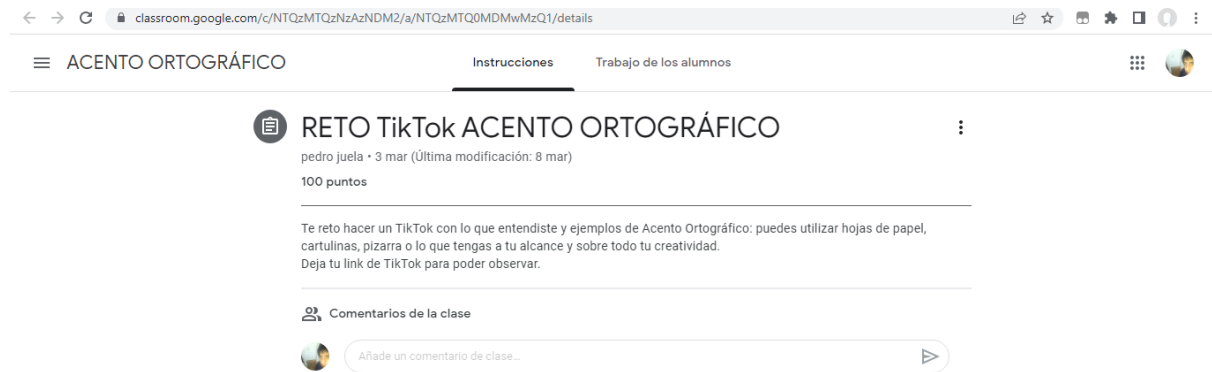 classroom.google.com/c/NTQzMTQzNzAzNDM2/a/NTQzMTQ0MDMwMzQ1/details
ACENTO ORTOGRÁFICO
Instrucciones Trabajo de los alumnos
RETO TikTok ACENTO ORTOGRÁFICO
pedro juela • 3 mar (Última modificación: 8 mar)
100 puntos
Te reto hacer un TikTok con lo que entendiste y ejemplos de Acento Ortográfico: puedes utilizar hojas de papel,
cartulinas, pizarra o lo que tengas a tu alcance y sobre todo tu creatividad.
Deja tu link de TikTok para poder observar.
Comentarios de la clase
Añade un comentario de clase...